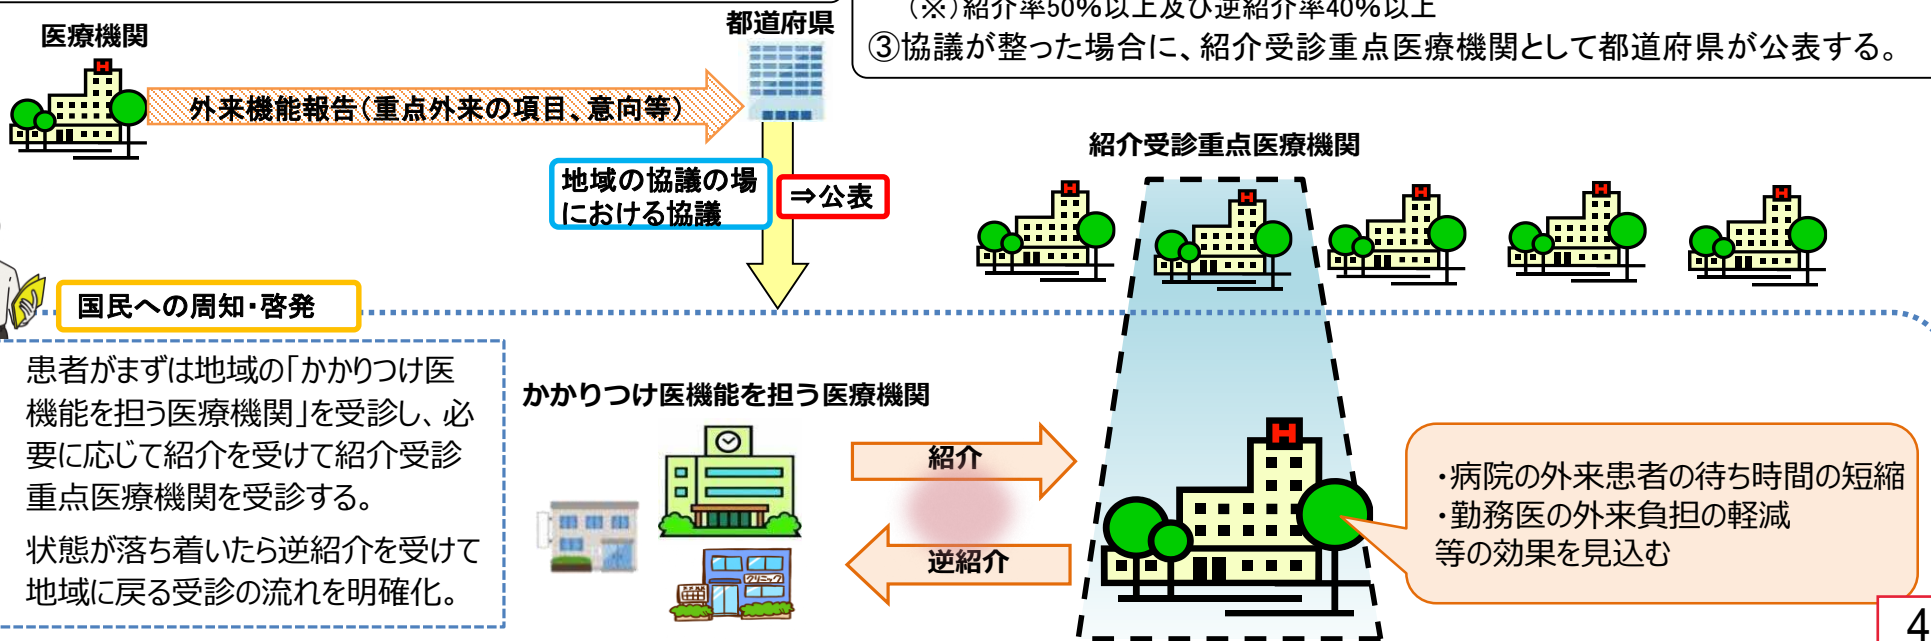 (※)紹介率50%以上及び逆紹介率40%以上
③協議が整った場合に、紹介受診重点医療機関として都道府県が公表する。
医療機関
都道府県
外来機能報告(重点外来の項目、意向等)
地域の協議の場
における協議
⇒公表
紹介受診重点医療機関
国民への周知・啓発
患者がまずは地域の「かかりつけ医
機能を担う医療機関」を受診し、必
要に応じて紹介を受けて紹介受診
重点医療機関を受診する。
状態が落ち着いたら逆紹介を受けて
地域に戻る受診の流れを明確化。
かかりつけ医機能を担う医療機関
クリニック
紹介
逆紹介
・病院の外来患者の待ち時間の短縮
・勤務医の外来負担の軽減
等の効果を見込む
H
H
H
H
H
H
H
4